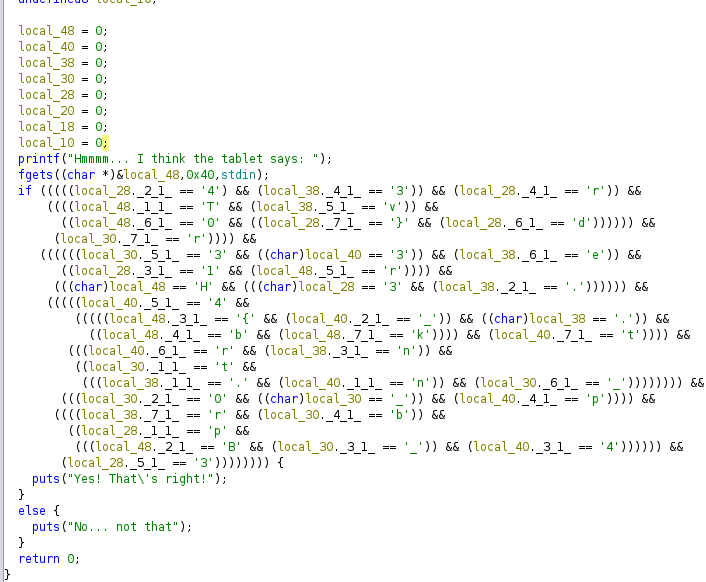 local_48 = 0;
local_40 = 0;
local_38 = 0;
local_30 = 0;
local_28 = 0;
local_20 = 0;
local_18 = 0;
local_10 = 0;
printf("Hmmmm... I think the tablet says: ");
fgets((char *)&local_48,0x40,stdin);
if (((((local_28._2_1_ == '4') && (local_38._4_1_ == '3')) && (local_28._4_1_ == 'r')) &&
((((local_48._1_1_ == 'T' && (local_38._5_1_ == 'v')) &&
((local_48._6_1_ == '0' && ((local_28._7_1_ == '}' && (local_28._6_1_ == 'd')))))) &&
(local_30._7_1_ == 'r')))) &&
((((((local_30._5_1_ == '3' && ((char)local_40 == '3')) && (local_38._6_1_ == 'e')) &&
((local_28._3_1_ == '1' && (local_48._5_1_ == 'r')))) &&
(((char)local_48 == 'H' && (((char)local_28 == '3' && (local_38._2_1_ == '.')))))) &&
(((((local_40._5_1_ == '4' &&
(((((local_48._3_1_ == '{' && (local_40._2_1_ == '_')) && ((char)local_38 == '.')) &&
((local_48._4_1_ == 'b' && (local_48._7_1_ == 'k')))) && (local_40._7_1_ == 't')))) &&
(((local_40._6_1_ == 'r' && (local_38._3_1_ == 'n')) &&
((local_30._1_1_ == 't' &&
(((local_38._1_1_ == '.' && (local_40._1_1_ == 'n')) && (local_30._6_1_ == '_')))))))) &&
(((local_30._2_1_ == '0' && ((char)local_30 == '_')) && (local_40._4_1_ == 'p')))) &&
((((local_38._7_1_ == 'r' && (local_30._4_1_ == 'b')) &&
((local_28._1_1_ == 'p' &&
(((local_48._2_1_ == 'B' && (local_30._3_1_ == '_')) && (local_40._3_1_ == '4')))))) &&
(local_28._5_1_ == '3')))))))) {
puts("Yes! That\'s right!");
}
else {
puts("No... not that");
}
return 0;
}